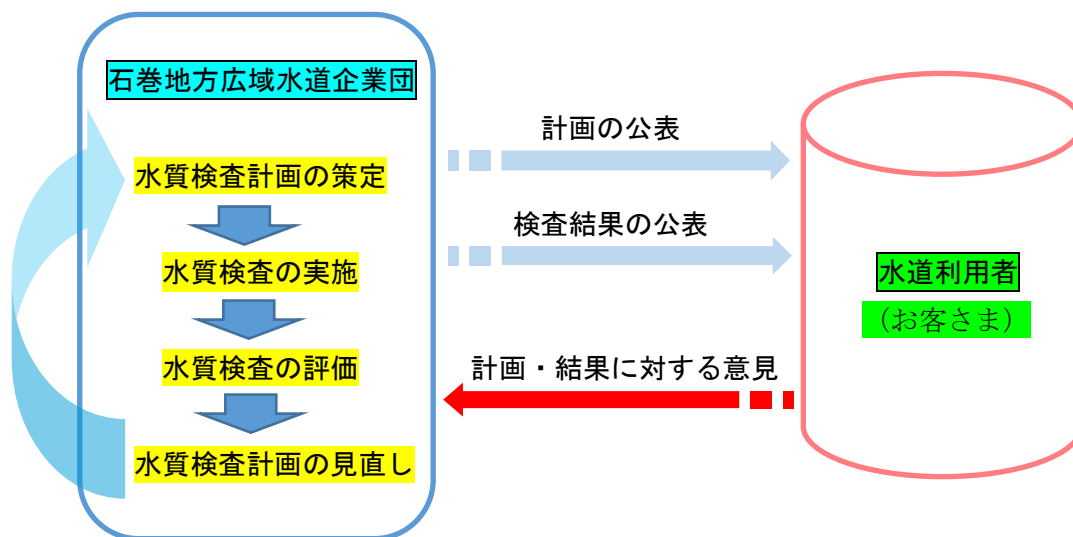 石巻地方広域水道企業団
水質検査計画の策定
水質検査の実施
水質検査の評価
水質検査計画の見直し
計画の公表
検査結果の公表
計画・結果に対する意見
水道利用者
（お客さま）